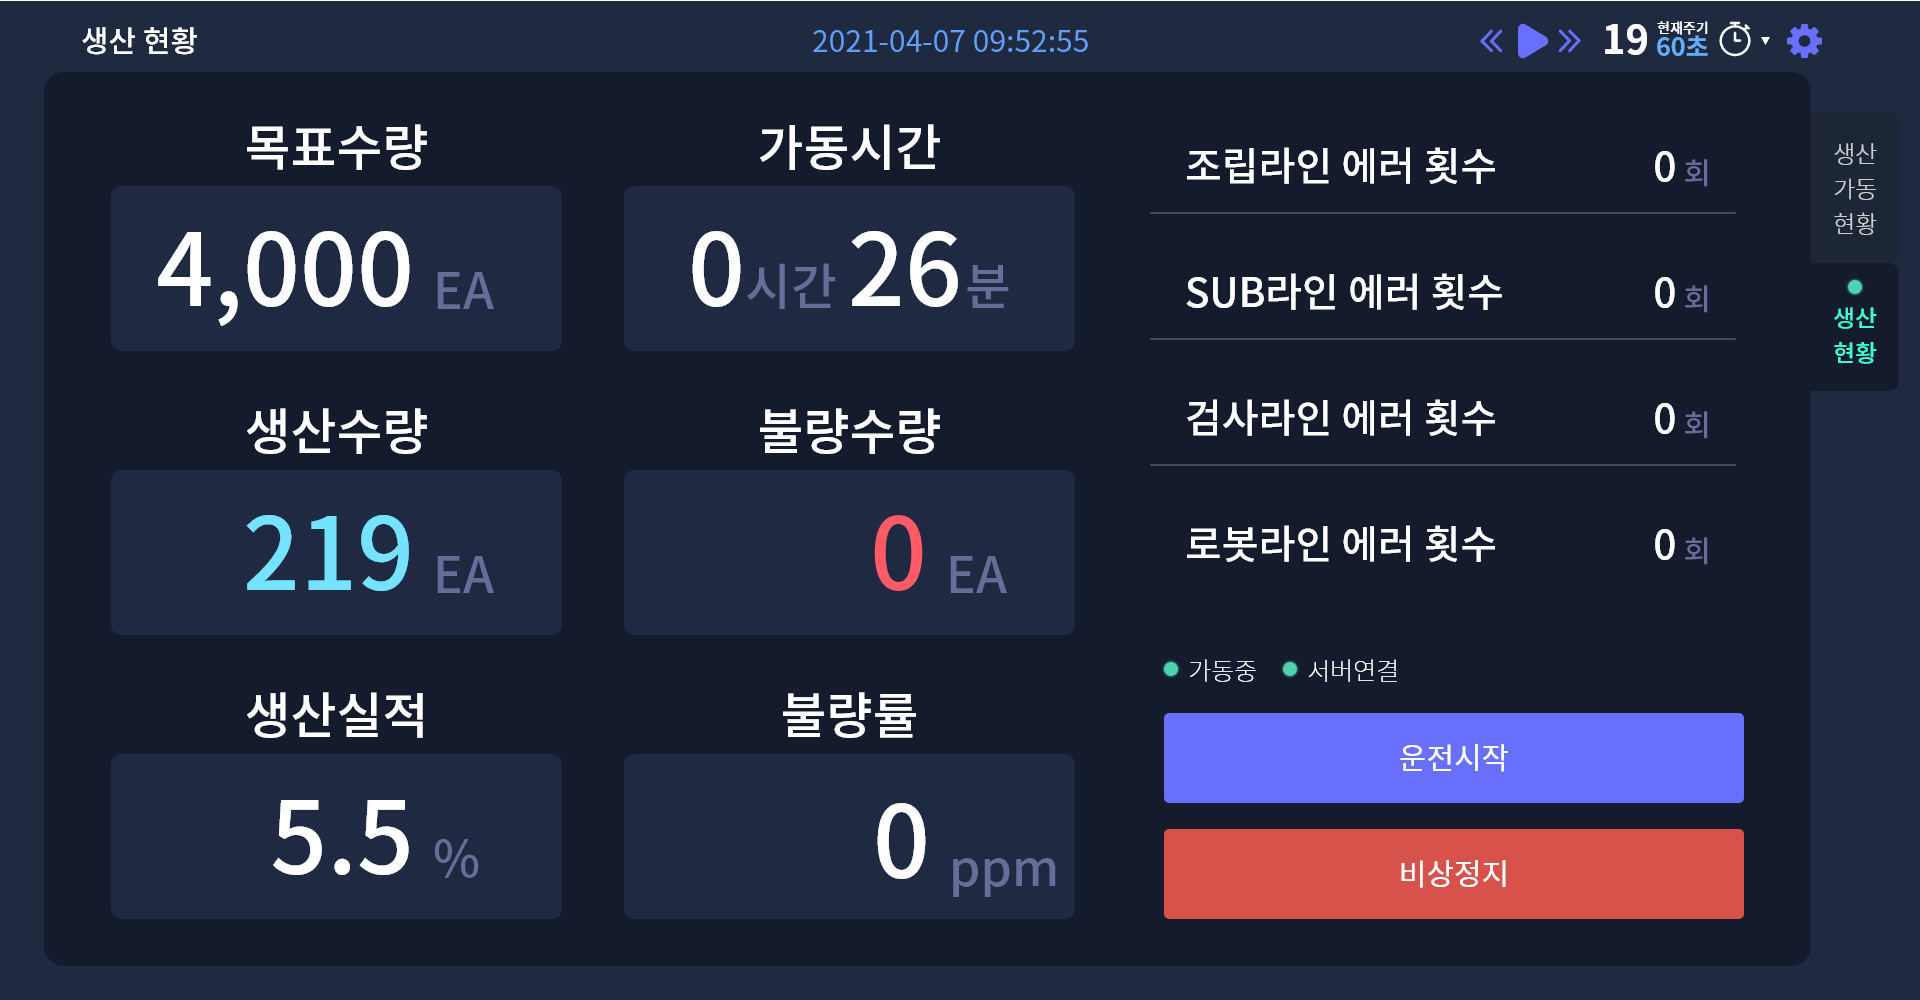 생산 현황
2021-04-07 09:52:55
19
현재주기
60초
목표수량
4,000 EA
가동시간
0시간 26분
생산수량
219 EA
불량수량
0 EA
생산실적
5.5 %
불량률
0 ppm
조립라인 에러 횟수 0 회
SUB라인 에러 횟수 0 회
검사라인 에러 횟수 0 회
로봇라인 에러 횟수 0 회
가동중 서버연결
운전시작
비상정지
생산
가동
현황
생산
현황